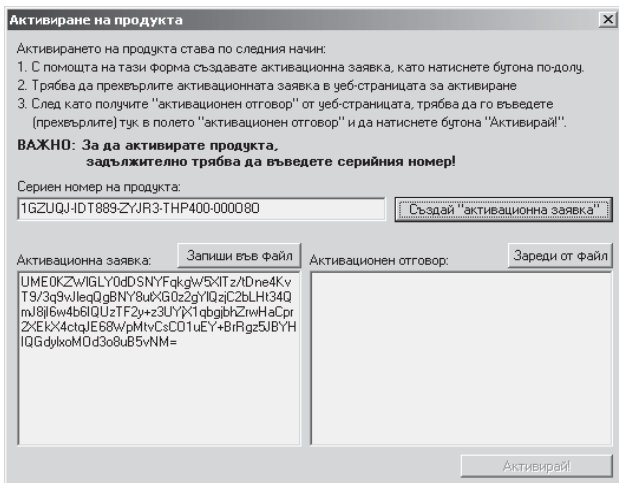 Активиране на продукта
Активирането на продукта става по следния начин:
1. С помощта на тази форма създавате активационна заявка, като натиснете бутона по-долу.
2. Трябва да прехвърлите активационната заявка в уеб-страницата за активиране
3. След като получите "активационен отговор" от уеб-страницата, трябва да го въведете
(прехвърлите) тук в полето "активационен отговор" и да натиснете бутона "Активирай!".
ВАЖНО: За да активирате продукта,
задължително трябва да въведете серийния номер!
Сериен номер на продукта:
1GZUQJ-IDT889-ZYJR3-THP400-000O8O Създай "активационна заявка"
Активационна заявка: Запиши във файл Активационен отговор: Зареди от файл
UME0KZWIGLY0dDSNYFqkgW5XITz/tDne4Kv
T9/3q9wJleqQgBNY8utXG0z2gYIQzjC2bLHt34Q
mJ8jI6w4b6IQUzTF2y+z3UYjX1qbgjbhZrwHaCpr
2XEkX4ctqJE68WpMtvCsCO1uEY+BrRgz5JBYH
IQGdylxoMOd3o8uB5vNM=
Активирай!